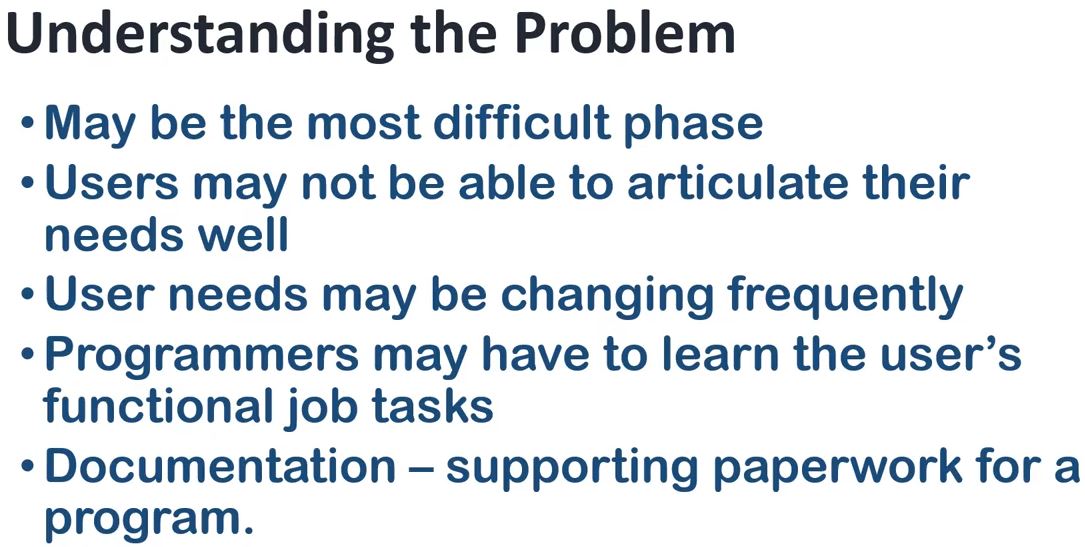 Understanding the Problem
• May be the most difficult phase
• Users may not be able to articulate their
needs well
• User needs may be changing frequently
• Programmers may have to learn the user’s
functional job tasks
• Documentation – supporting paperwork for a
program.